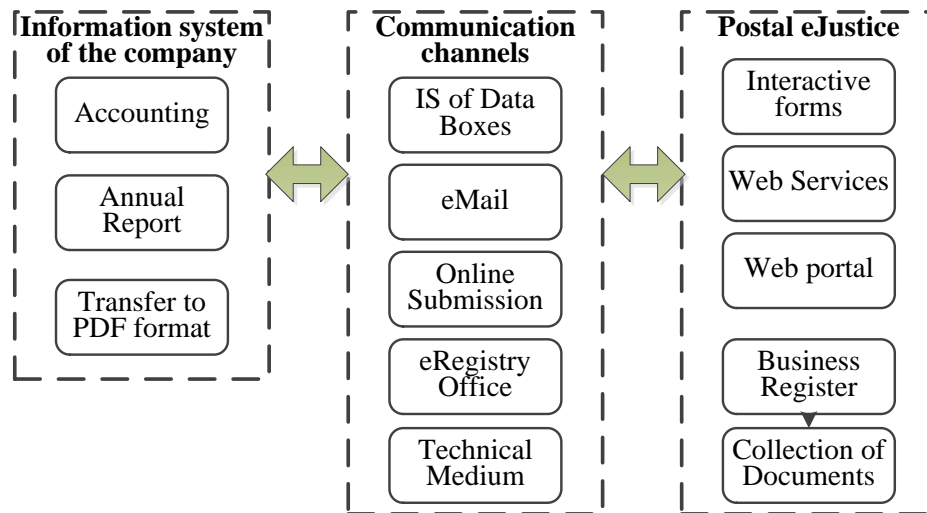 Information system
of the company
Accounting
Annual
Report
Transfer to
PDF format
Communication
channels
IS of Data
Boxes
eMail
Online
Submission
eRegistry
Office
Technical
Medium
Postal eJustice
Interactive
forms
Web Services
Web portal
Business
Register
Collection of
Documents